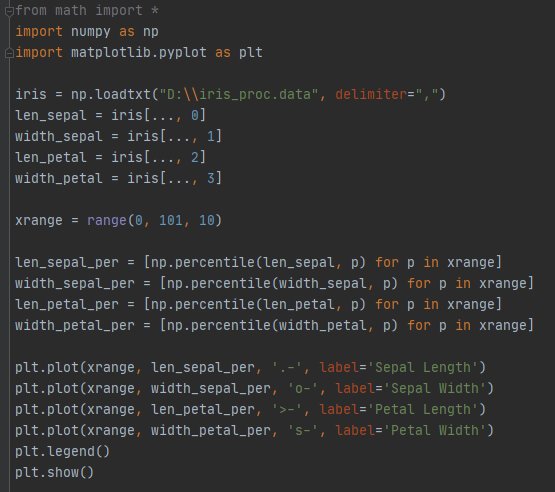 from math import *
import numpy as np
import matplotlib.pyplot as plt

iris = np.loadtxt("D:\\iris_proc.data", delimiter=",")
len_sepal = iris[..., 0]
width_sepal = iris[..., 1]
len_petal = iris[..., 2]
width_petal = iris[..., 3]

xrange = range(0, 101, 10)

len_sepal_per = [np.percentile(len_sepal, p) for p in xrange]
width_sepal_per = [np.percentile(width_sepal, p) for p in xrange]
len_petal_per = [np.percentile(len_petal, p) for p in xrange]
width_petal_per = [np.percentile(width_petal, p) for p in xrange]

plt.plot(xrange, len_sepal_per, '.-', label='Sepal Length')
plt.plot(xrange, width_sepal_per, 'o-', label='Sepal Width')
plt.plot(xrange, len_petal_per, '>-', label='Petal Length')
plt.plot(xrange, width_petal_per, 's-', label='Petal Width')
plt.legend()
plt.show()